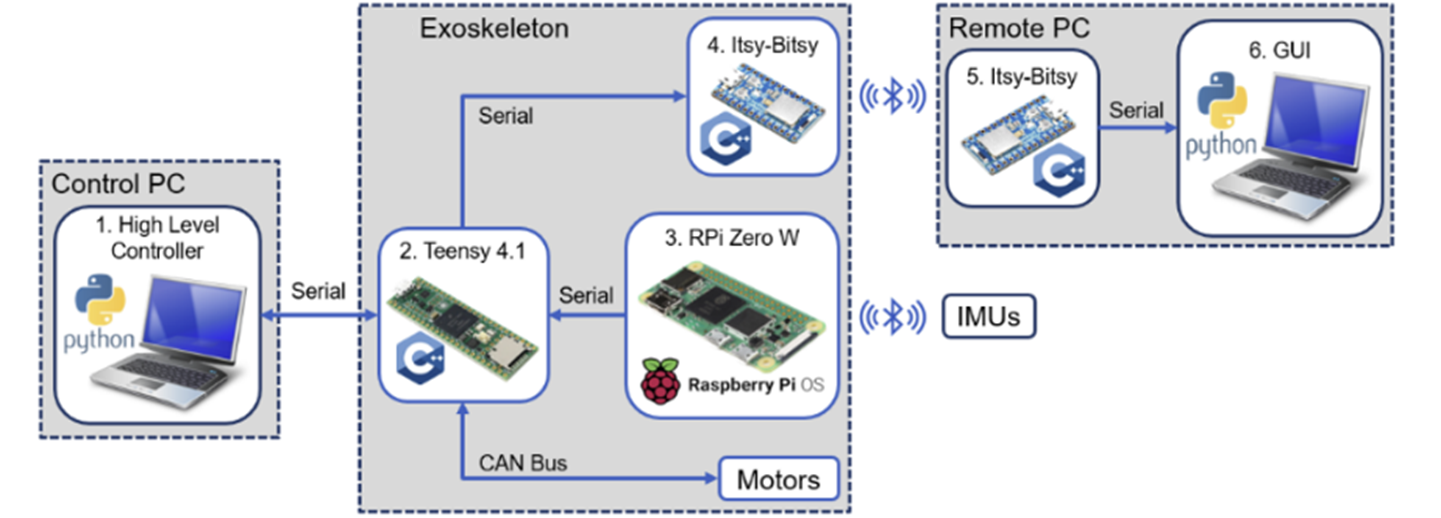 Control PC
1. High Level
Controller
python
Serial
Exoskeleton
4. Itsy-Bitsy
C++
Serial
2. Teensy 4.1
C++
Serial
3. RPi Zero W
Raspberry Pi OS
CAN Bus
Motors
Remote PC
5. Itsy-Bitsy
C++
Serial
6. GUI
python
IMUs